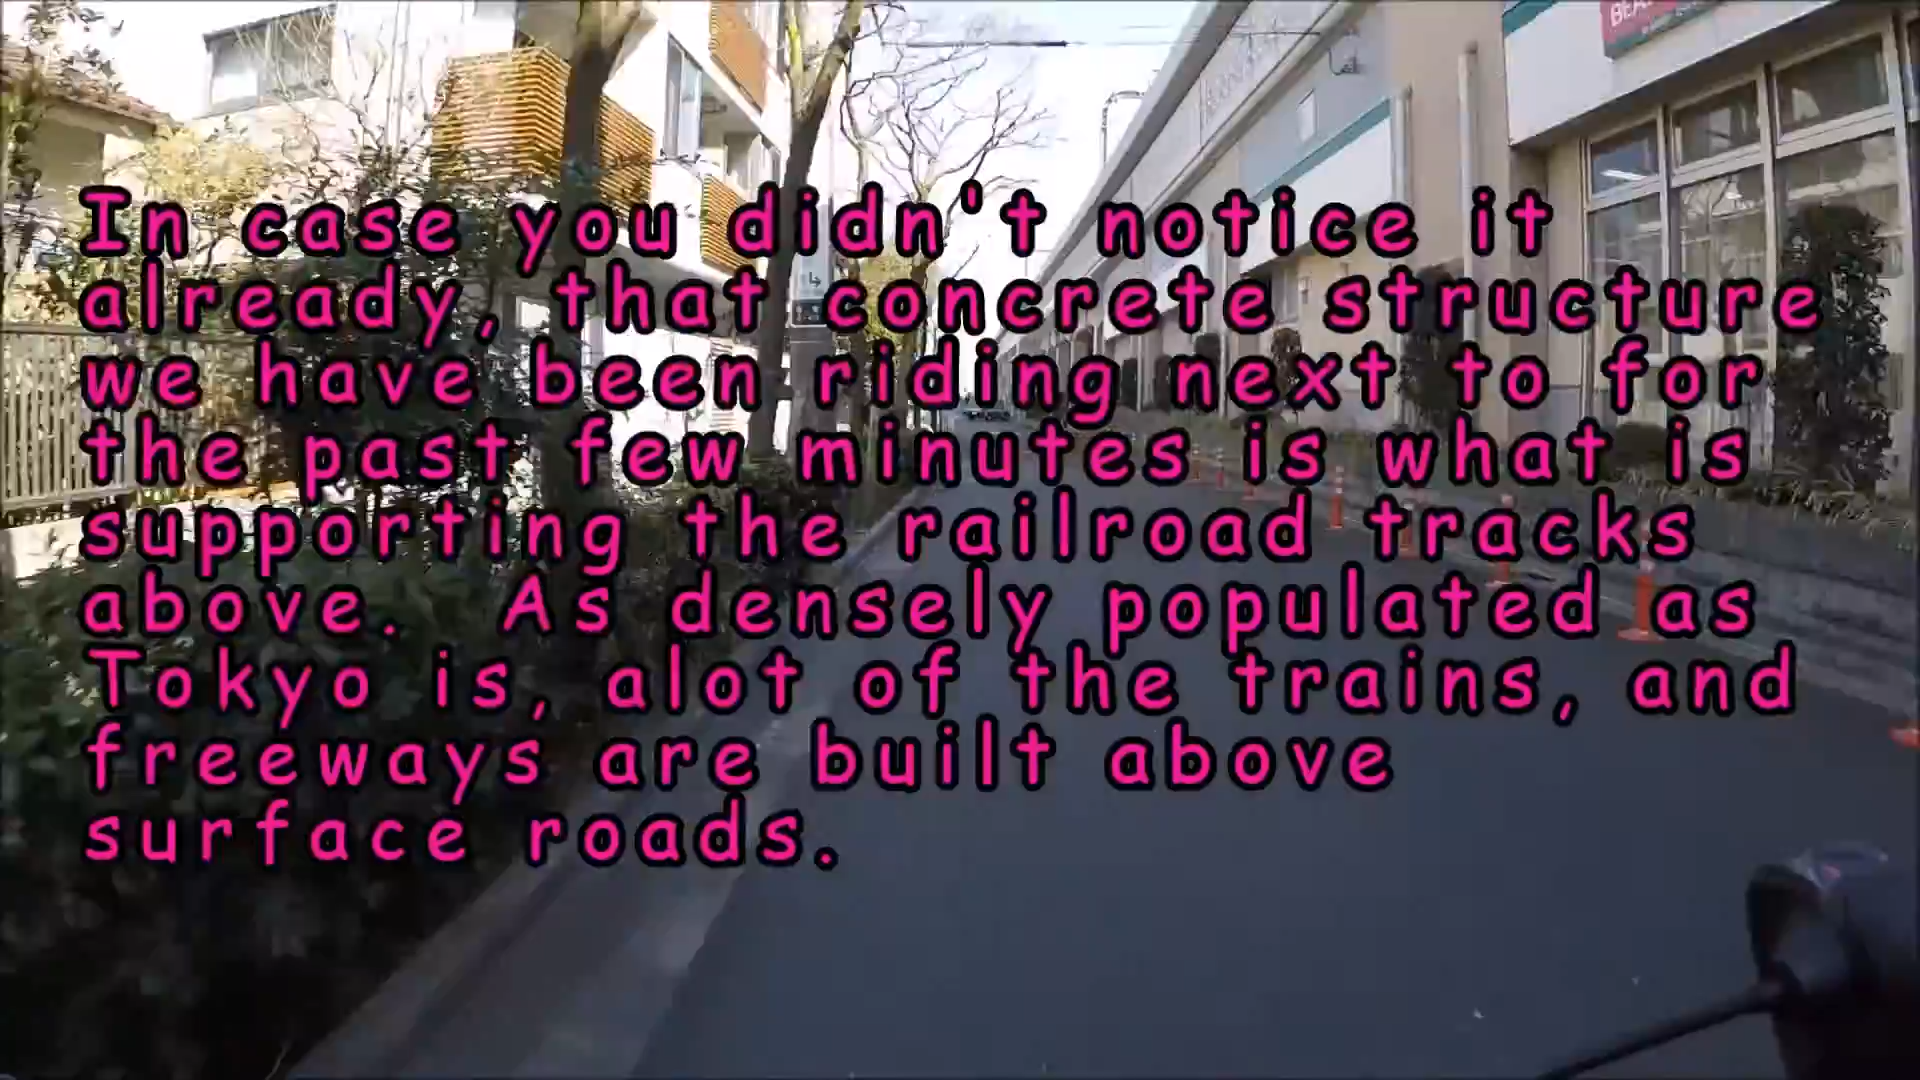 In case you didn't notice it
already, that concrete structure
we have been riding next to for
the past few minutes is what is
supporting the railroad tracks
above.  As densely populated as
Tokyo is, alot of the trains, and
freeways are built above
surface roads.